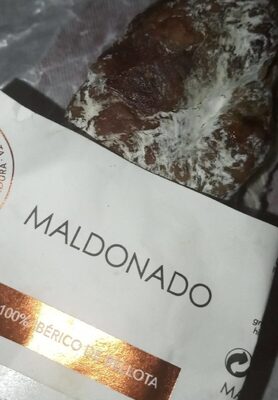 MALDONADO
100% IBÉRICO DE BELLOTA